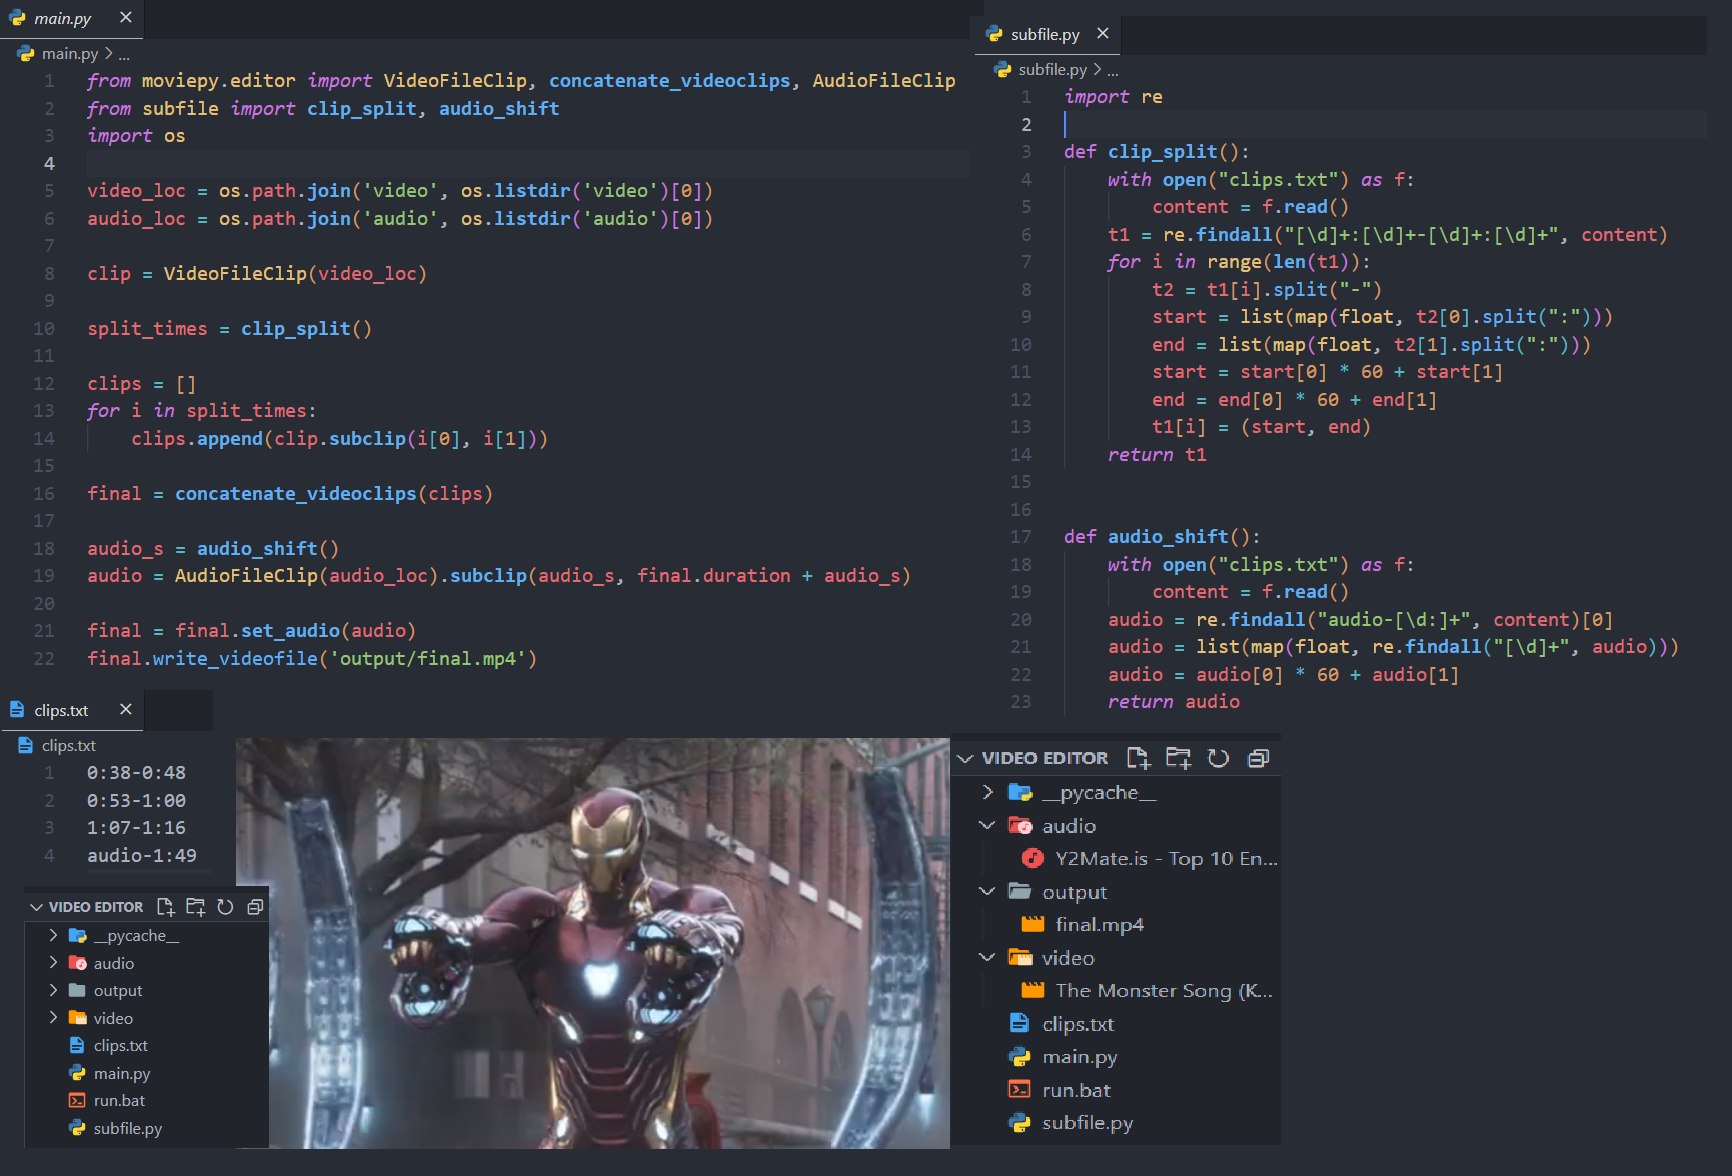 main.py
main.py > ...
1 from moviepy.editor import VideoFileClip, concatenate_videoclips, AudioFileClip
2 from subfile import clip_split, audio_shift
3 import os
4
5 video_loc = os.path.join('video', os.listdir('video')[0])
6 audio_loc = os.path.join('audio', os.listdir('audio')[0])
7
8 clip = VideoFileClip(video_loc)
9
10 split_times = clip_split()
11
12 clips = []
13 for i in split_times:
14     clips.append(clip.subclip(i[0], i[1]))
15
16 final = concatenate_videoclips(clips)
17
18 audio_s = audio_shift()
19 audio = AudioFileClip(audio_loc).subclip(audio_s, final.duration + audio_s)
20
21 final = final.set_audio(audio)
22 final.write_videofile('output/final.mp4')
subfile.py
subfile.py > ...
1 import re
2
3 def clip_split():
4     with open("clips.txt") as f:
5         content = f.read()
6     t1 = re.findall("[\d]+:[\d]+-[\d]+:[\d]+", content)
7     for i in range(len(t1)):
8         t2 = t1[i].split("-")
9         start = list(map(float, t2[0].split(":")))
10         end = list(map(float, t2[1].split(":")))
11         start = start[0] * 60 + start[1]
12         end = end[0] * 60 + end[1]
13         t1[i] = (start, end)
14     return t1
15
16
17 def audio_shift():
18     with open("clips.txt") as f:
19         content = f.read()
20     audio = re.findall("audio-[\d:]+", content)[0]
21     audio = list(map(float, re.findall("[\d]+", audio)))
22     audio = audio[0] * 60 + audio[1]
23     return audio
clips.txt
clips.txt
1 0:38-0:48
2 0:53-1:00
3 1:07-1:16
4 audio-1:49
VIDEO EDITOR
__pycache__
audio
output
video
clips.txt
main.py
run.bat
subfile.py
VIDEO EDITOR
__pycache__
audio
Y2Mate.is - Top 10 En...
output
final.mp4
video
The Monster Song (K...
clips.txt
main.py
run.bat
subfile.py